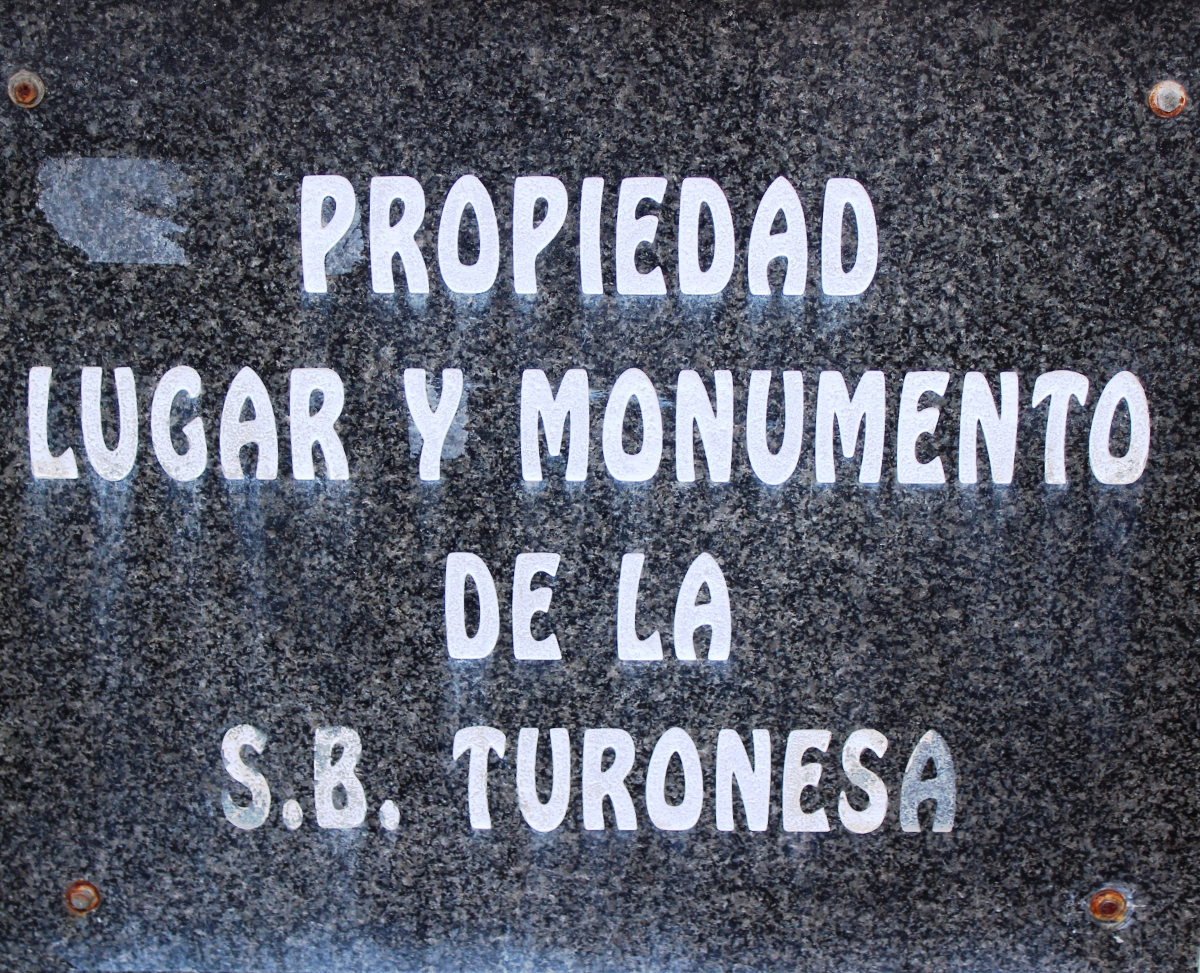 PROPIEDAD
LUGAR Y MONUMENTO
DE LA
S.B. TURONESA